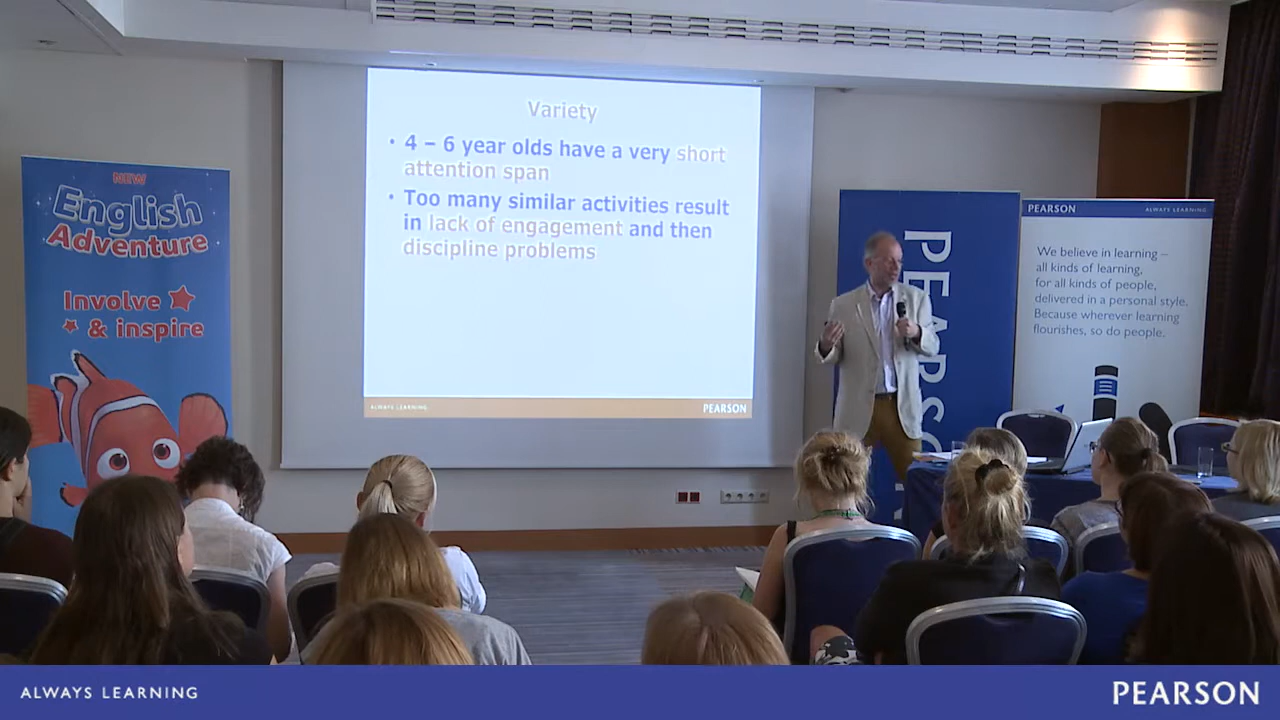 Variety
• 4 – 6 year olds have a very short
attention span
• Too many similar activities result
in lack of engagement and then
discipline problems
ALWAYS LEARNING
PEARSON
NEW
English
Adventure
Involve
& inspire
PEARSON
PEARSON
ALWAYS LEARNING
We believe in learning –
all kinds of learning,
for all kinds of people,
delivered in a personal style.
Because wherever learning
flourishes, so do people.
ALWAYS LEARNING
PEARSON